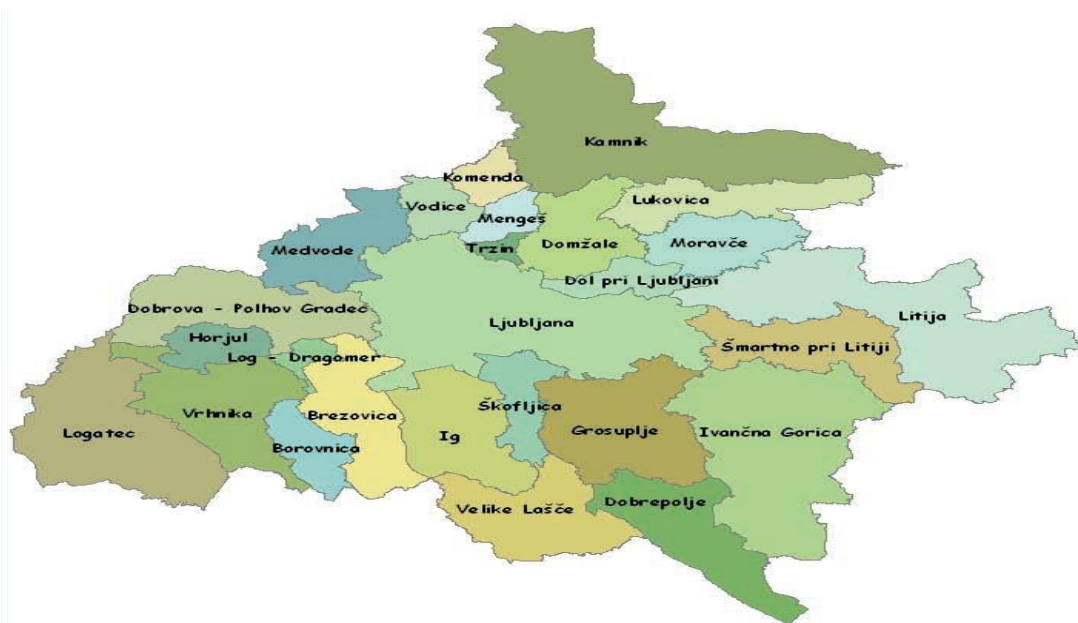 Kamnik
Komenda
Lukovica
Vodice
Mengeš
Medvode
Trzin
Domžale
Moravče
Dol pri Ljubljani
Dobrova - Polhov Gradec
Ljubljana
Litija
Horjul
Log - Dragomer
Šmartno pri Litiji
Vrhnika
Brezovica
Škofljica
Logatec
Ig
Grosuplje
Ivančna Gorica
Borovnica
Velike Lašče
Dobrepolje